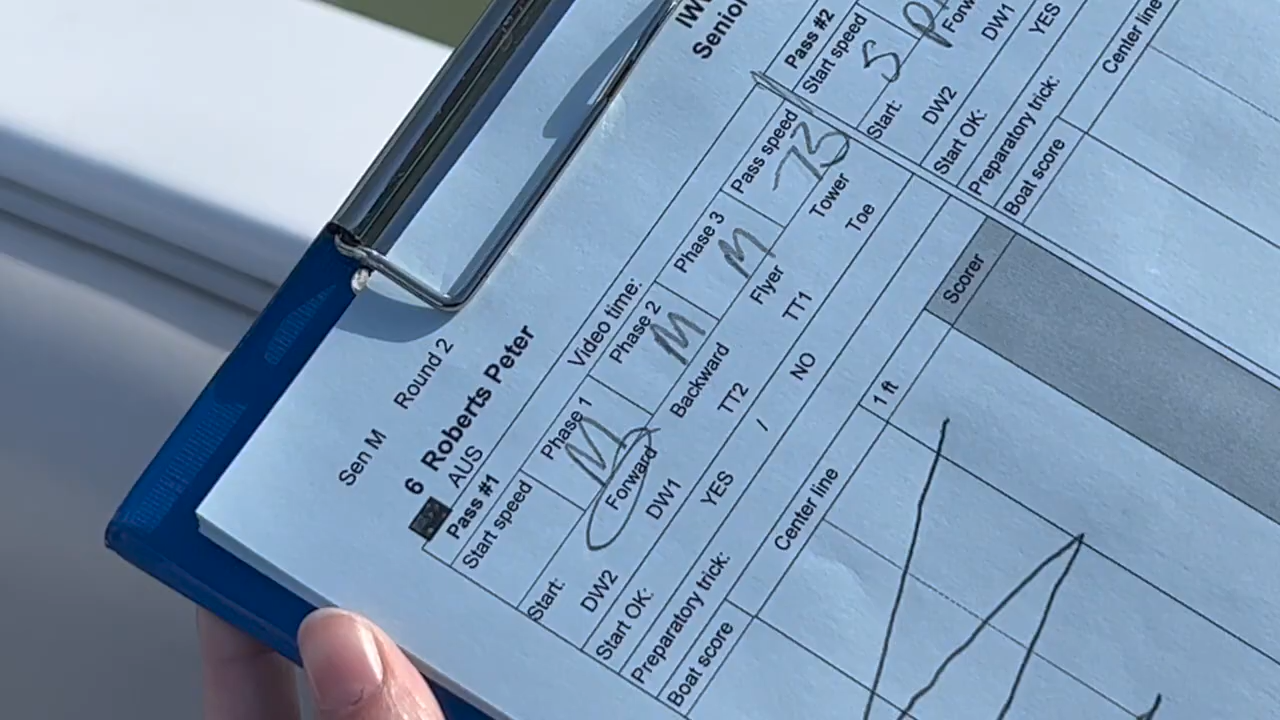 Senior
Sen M Round 2
6 Roberts Peter
AUS Video time:
Pass #1
Start speed Phase 1 Phase 2 Phase 3 Pass speed
M M M 73
Start: Forward Backward Flyer Tower
DW2 DW1 TT2 TT1 Toe
Start OK: YES / NO
Preparatory trick:
Boat score Center line 1 ft Scorer
Pass #2
Start speed
S
Start:
DW2 DW1
Start OK: YES
Preparatory trick:
Boat score Center line